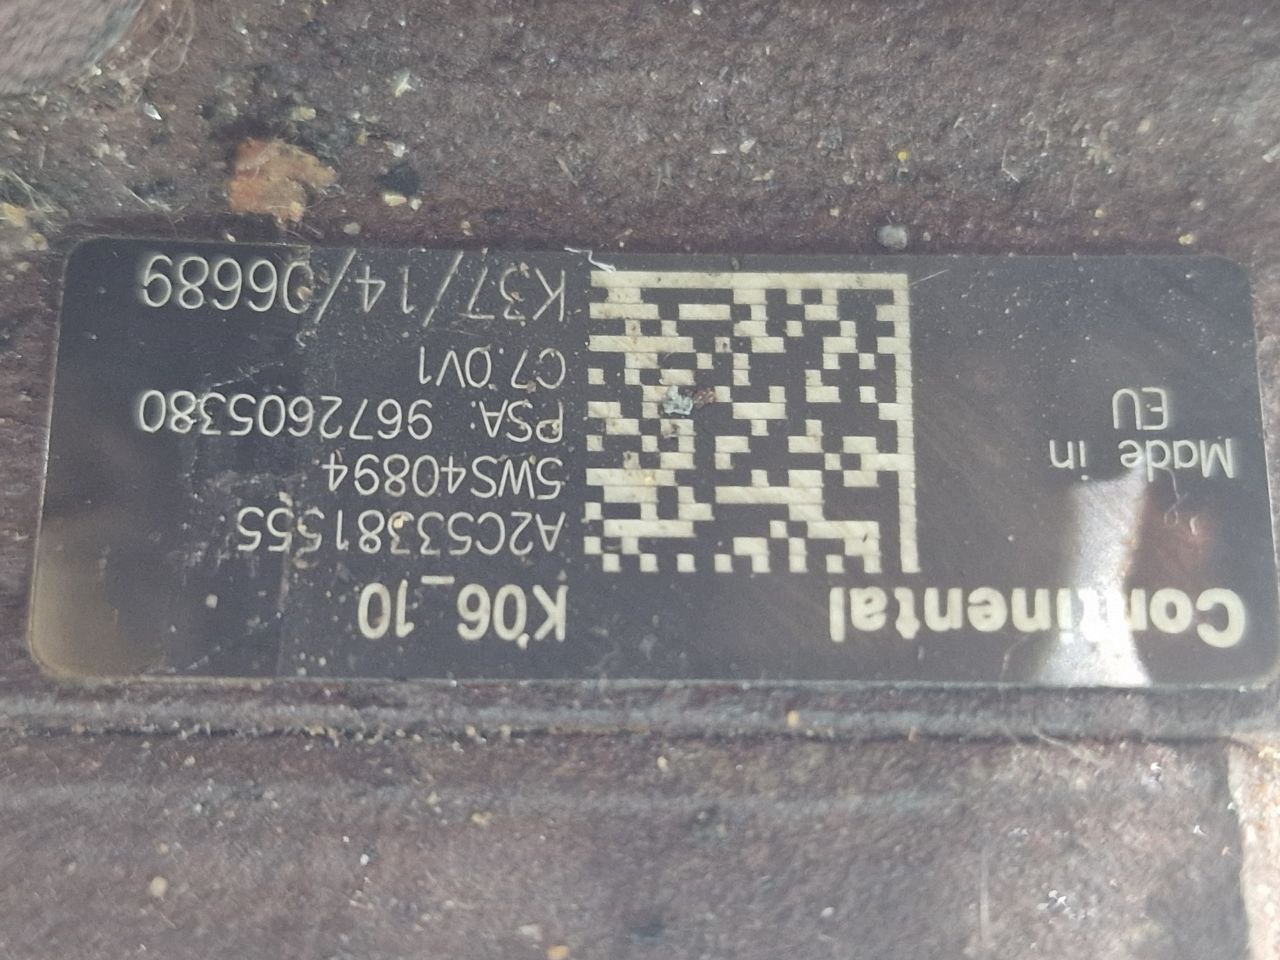 Continental
Made in
EU
K06_10
A2C53381555
5WS40894
PSA: 9672605380
C7.0V1
K37/14/06689